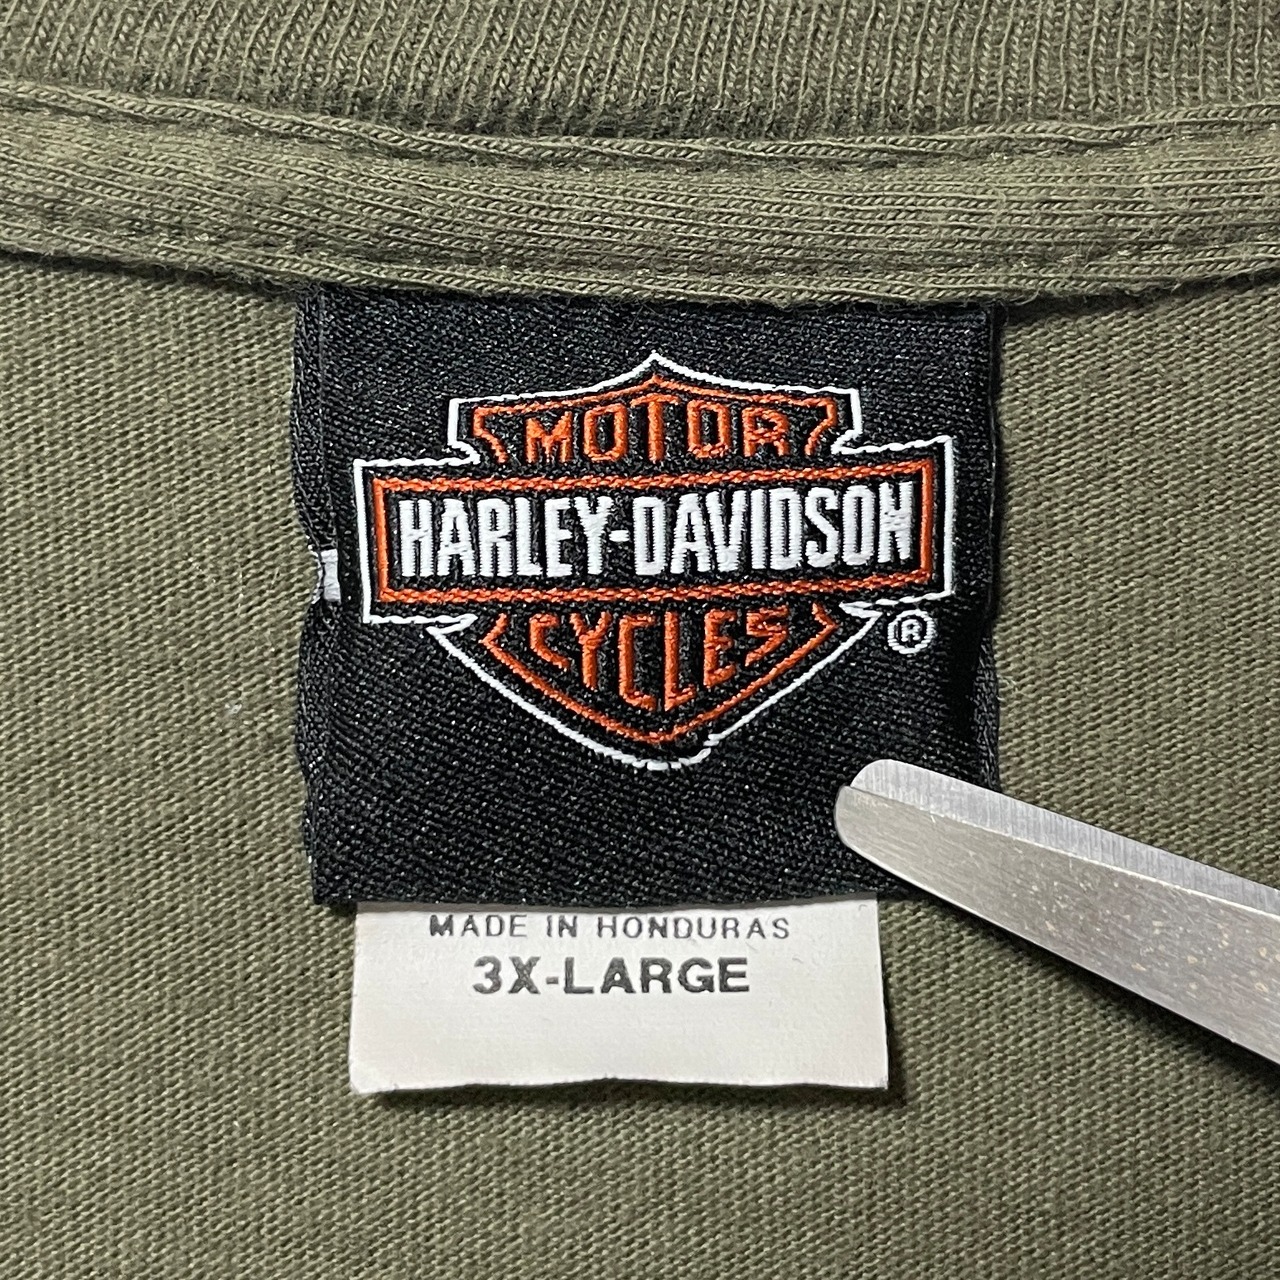 MOTOR
HARLEY-DAVIDSON
CYCLES
®
MADE IN HONDURAS
3X-LARGE